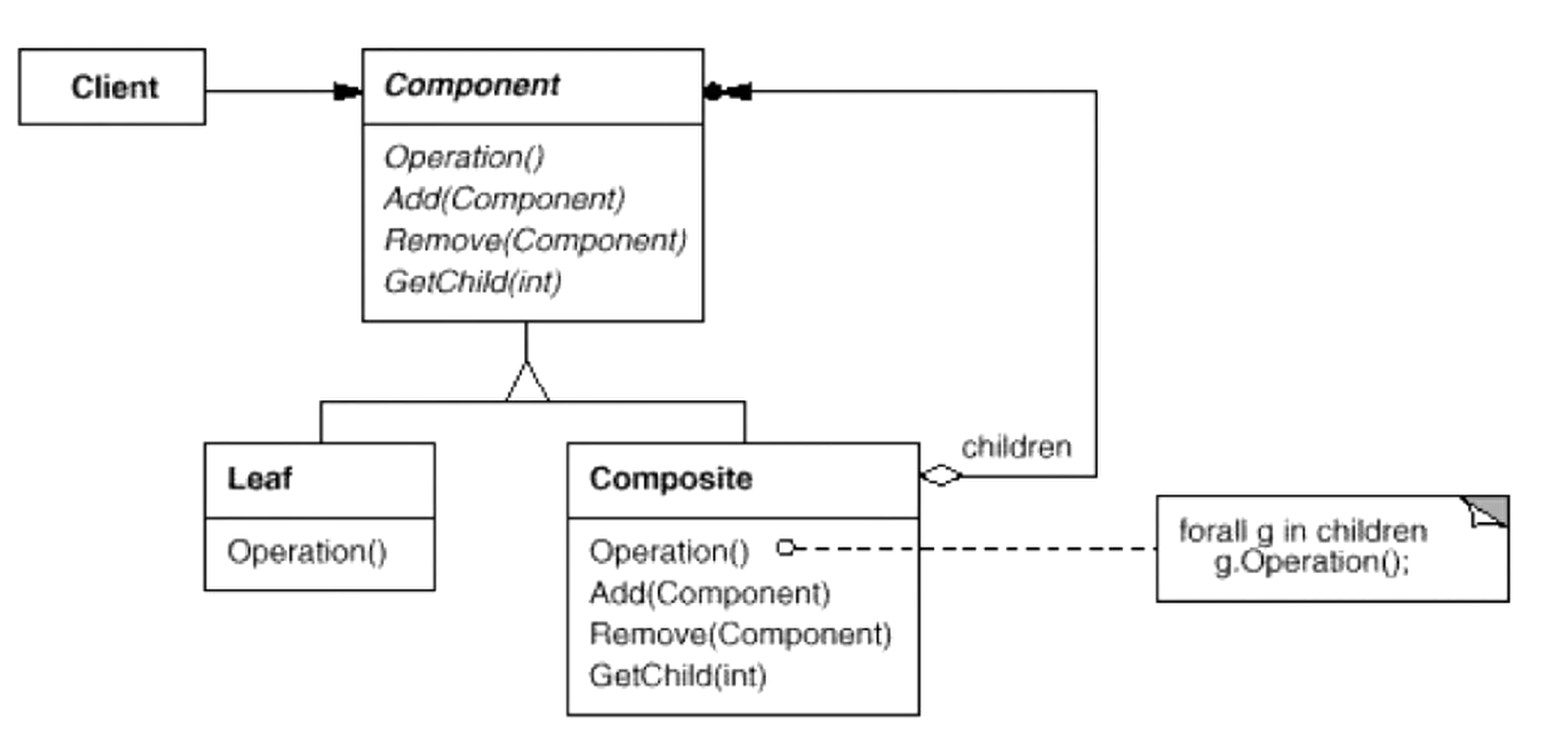 Client
Component
Operation()
Add(Component)
Remove(Component)
GetChild(int)
Leaf
Operation()
Composite
Operation()
Add(Component)
Remove(Component)
GetChild(int)
children
forall g in children
g.Operation();